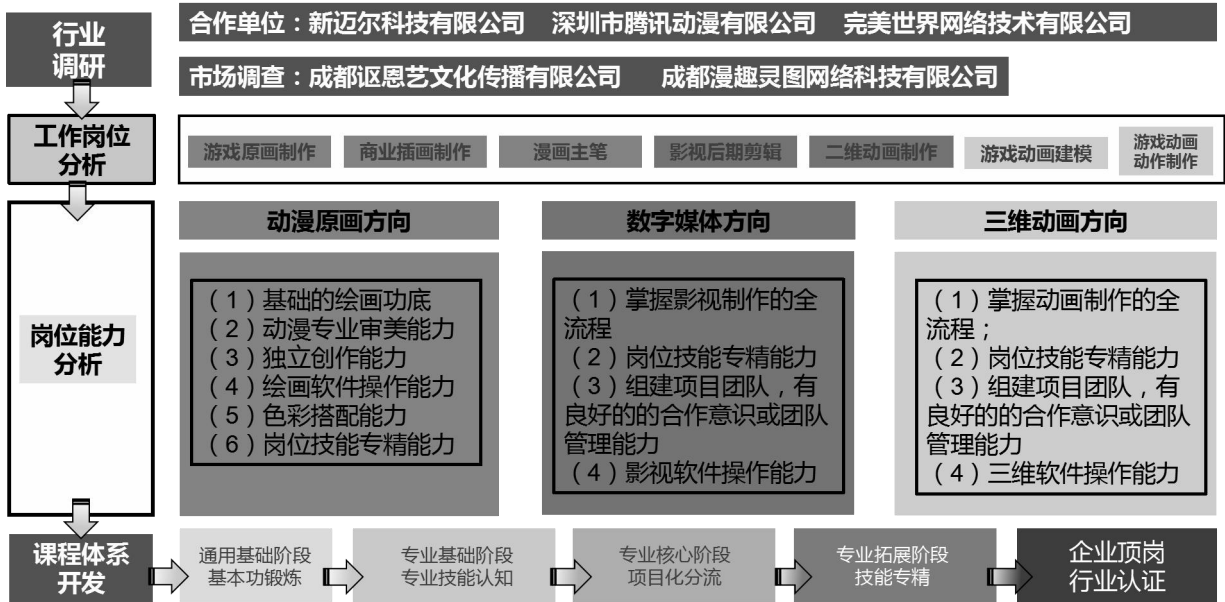 行业
调研
合作单位：新迈尔科技有限公司 深圳市腾讯动漫有限公司 完美世界网络技术有限公司
市场调查：成都讴恩艺文化传播有限公司 成都漫趣灵图网络科技有限公司
工作岗位
分析
游戏原画制作
商业插画制作
漫画主笔
影视后期剪辑
二维动画制作
游戏动画建模
游戏动画
动作制作
岗位能力
分析
动漫原画方向
（1）基础的绘画功底
（2）动漫专业审美能力
（3）独立创作能力
（4）绘画软件操作能力
（5）色彩搭配能力
（6）岗位技能专精能力
数字媒体方向
（1）掌握影视制作的全
流程
（2）岗位技能专精能力
（3）组建项目团队，有
良好的的合作意识或团队
管理能力
（4）影视软件操作能力
三维动画方向
（1）掌握动画制作的全
流程；
（2）岗位技能专精能力
（3）组建项目团队，有
良好的的合作意识或团队
管理能力
（4）三维软件操作能力
课程体系
开发
通用基础阶段
基本功锻炼
专业基础阶段
专业技能认知
专业核心阶段
项目化分流
专业拓展阶段
技能专精
企业顶岗
行业认证